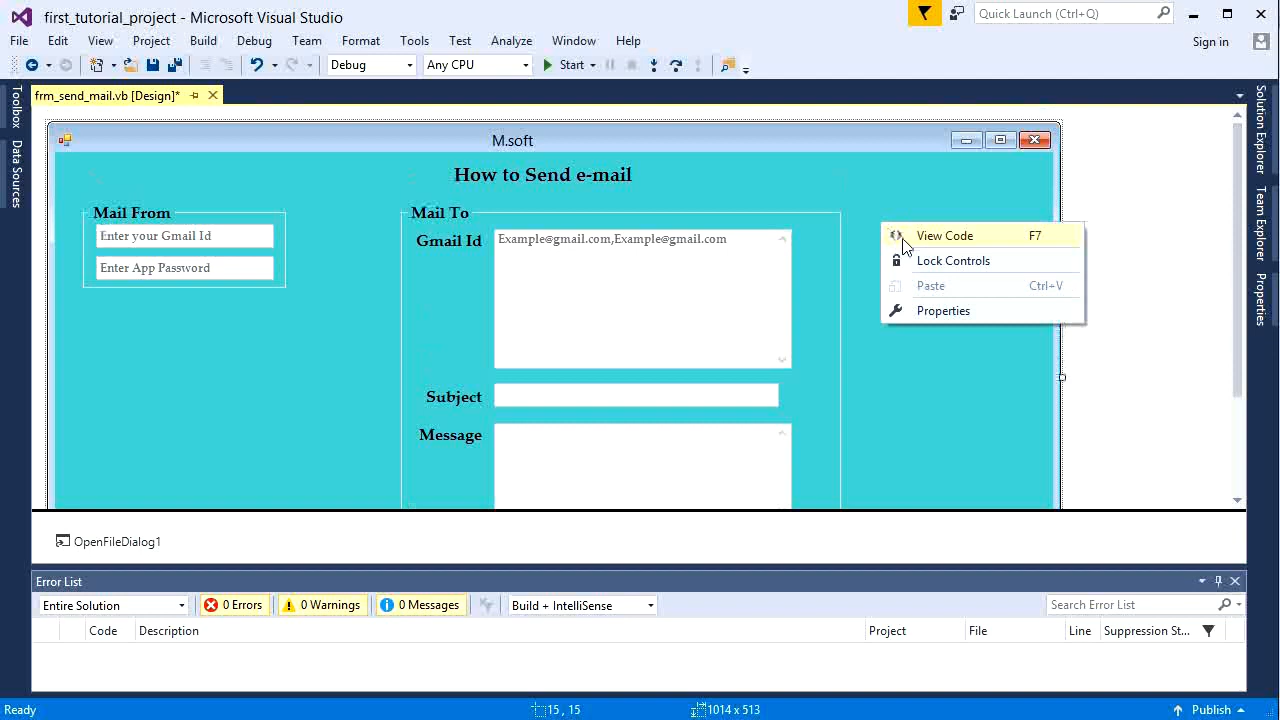 first_tutorial_project - Microsoft Visual Studio
Quick Launch (Ctrl+Q)
File Edit View Project Build Debug Team Format Tools Test Analyze Window Help
Sign in
Debug Any CPU Start
frm_send_mail.vb [Design]*
Toolbox
Data Sources
Solution Explorer
Team Explorer
Properties
M.soft
How to Send e-mail
Mail From
Enter your Gmail Id
Enter App Password
Mail To
Gmail Id
Example@gmail.com,Example@gmail.com
Subject
Message
View Code F7
Lock Controls
Paste Ctrl+V
Properties
OpenFileDialog1
Error List
Entire Solution 0 Errors 0 Warnings 0 Messages Build + IntelliSense Search Error List
Code Description Project File Line Suppression St...
Ready 15 , 15 1014 x 513 Publish